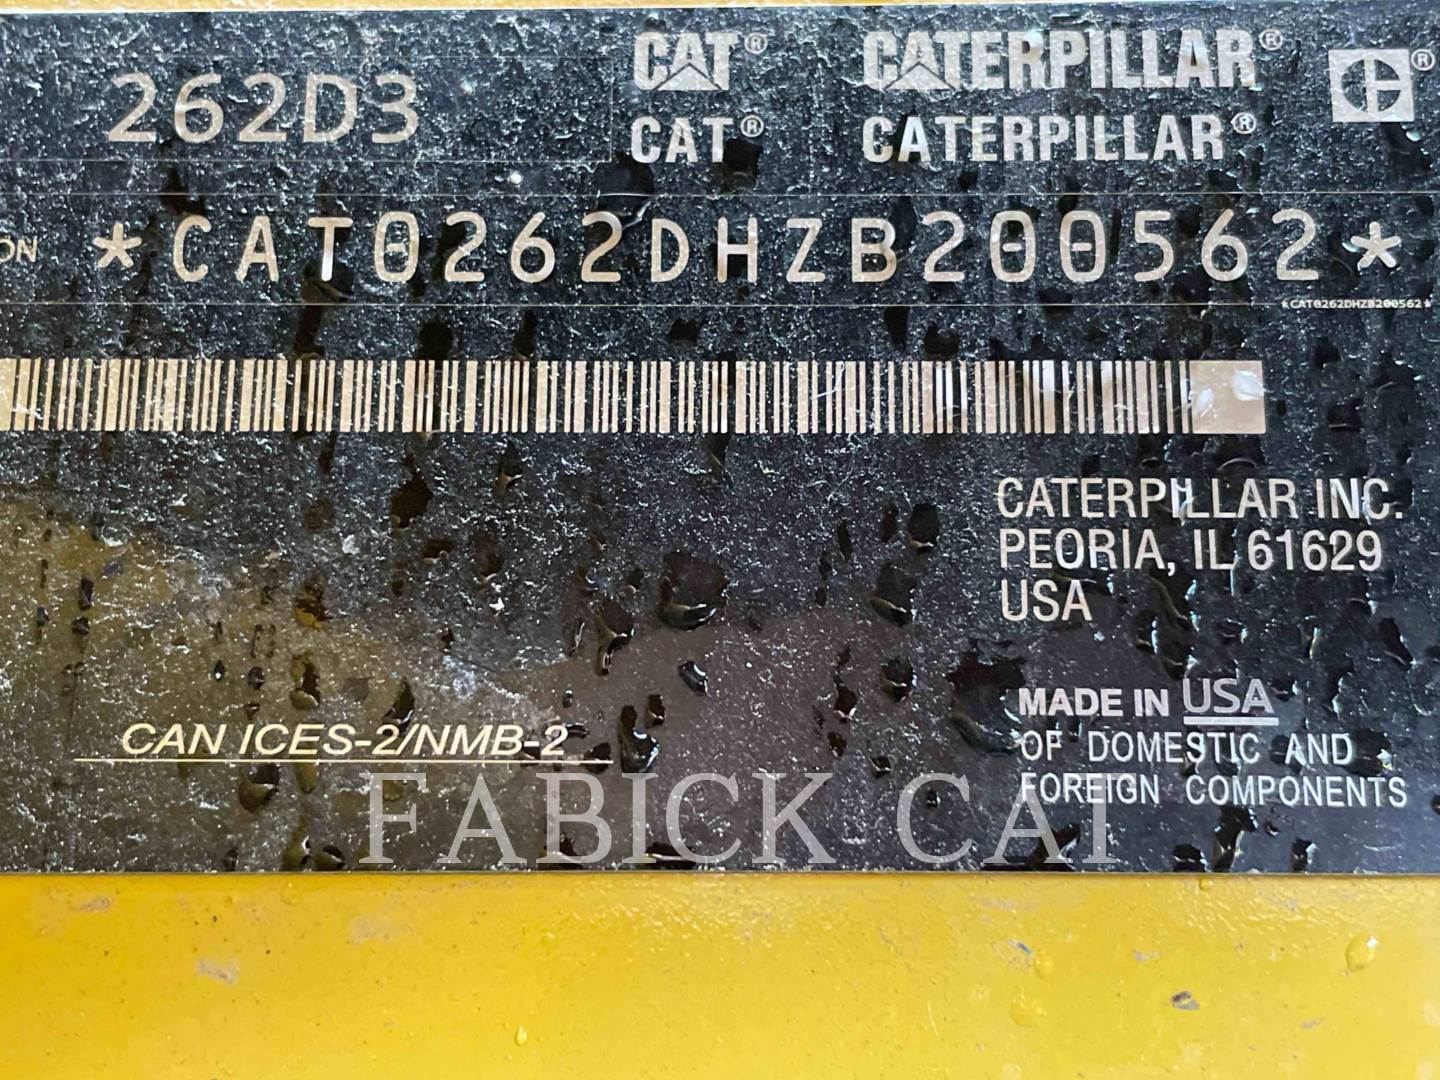 262D3
CAT® CATERPILLAR®
CAT® CATERPILLAR®
ON *CAT0262DHZB200562*
*CAT0262DHZB200562*
CATERPILLAR INC.
PEORIA, IL 61629
USA
MADE IN USA
OF DOMESTIC AND
FOREIGN COMPONENTS
CAN ICES-2/NMB-2
FABICK CAT